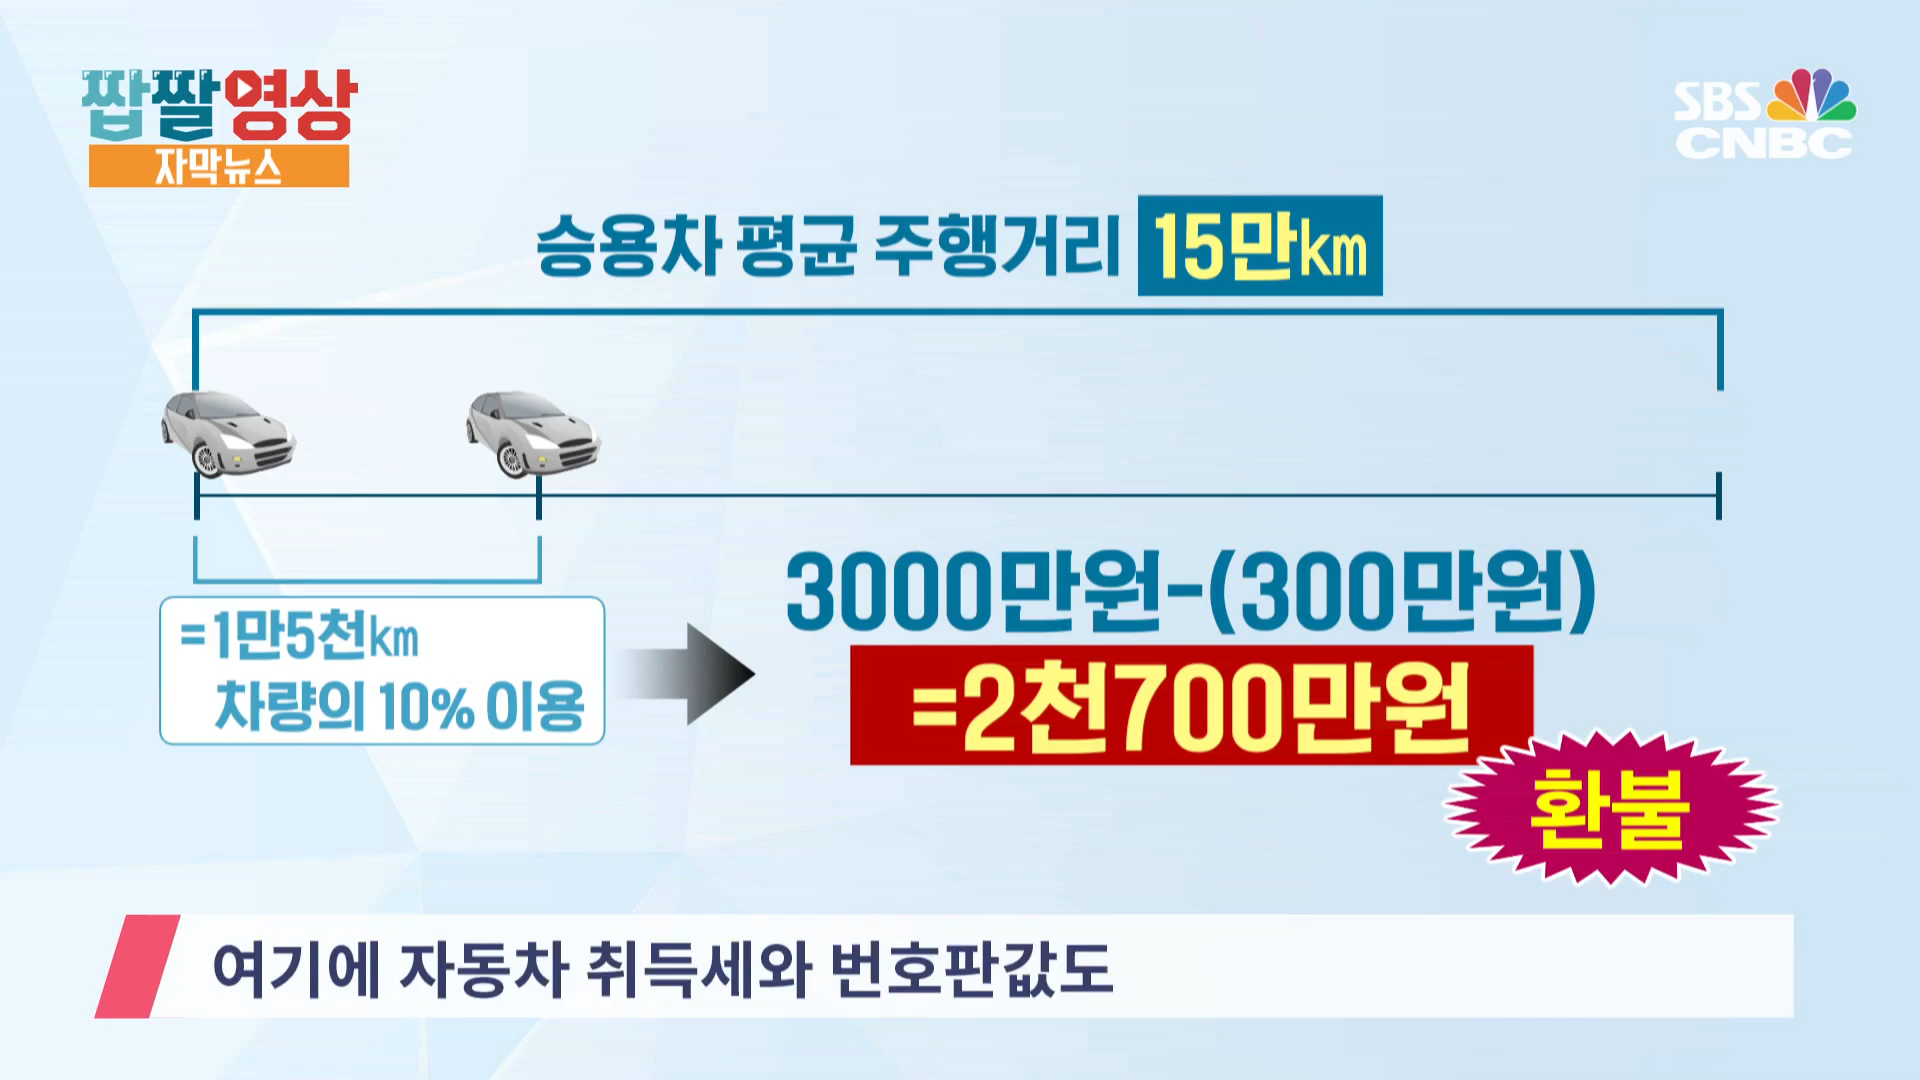 짭짤영상
자막뉴스
SBS
CNBC
승용차 평균 주행거리 15만km
=1만5천km
차량의 10% 이용
3000만원-(300만원)
=2천700만원
환불
여기에 자동차 취득세와 번호판값도